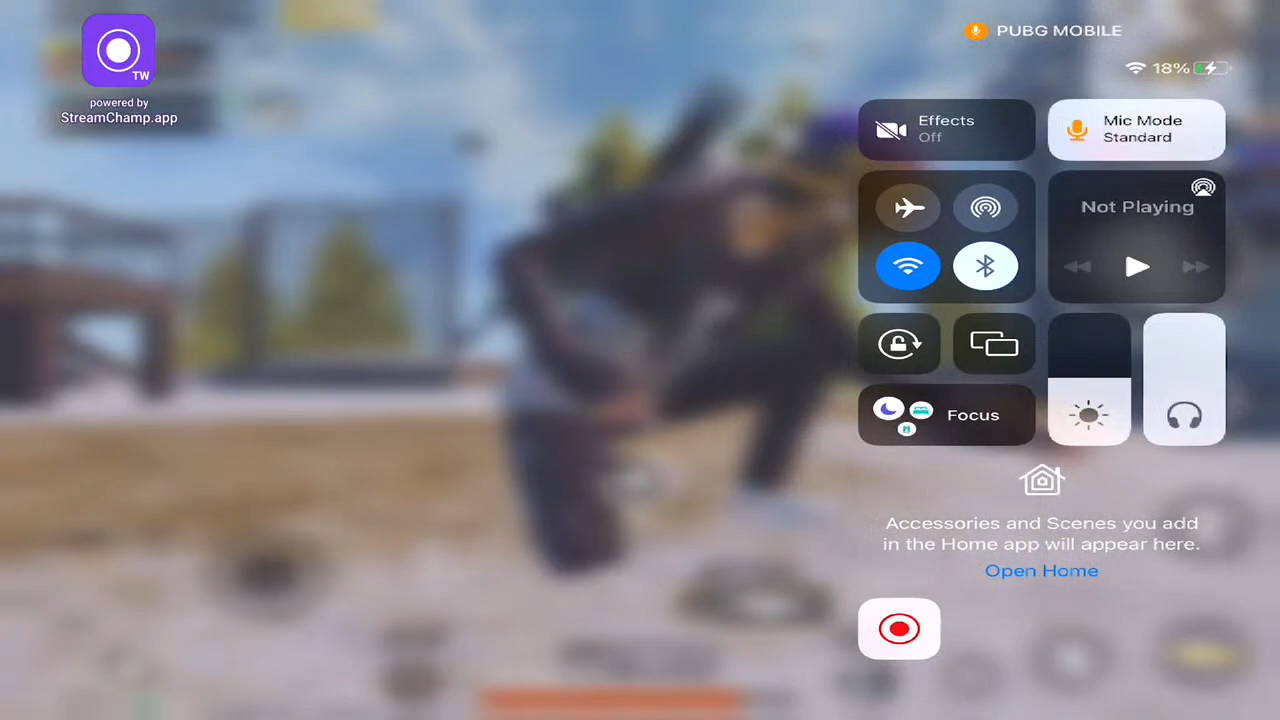 TW
powered by
StreamChamp.app
PUBG MOBILE
18%
Effects
Off
Mic Mode
Standard
Not Playing
Focus
Accessories and Scenes you add
in the Home app will appear here.
Open Home